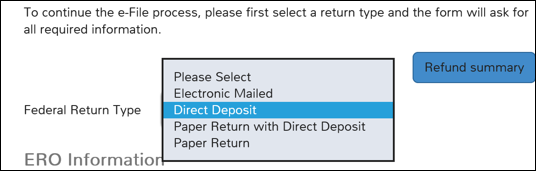 To continue the e-File process, please first select a return type and the form will ask for
all required information.
Refund summary
Please Select
Electronic Mailed
Federal Return Type
Direct Deposit
Paper Return with Direct Deposit
Paper Return
ERO Information